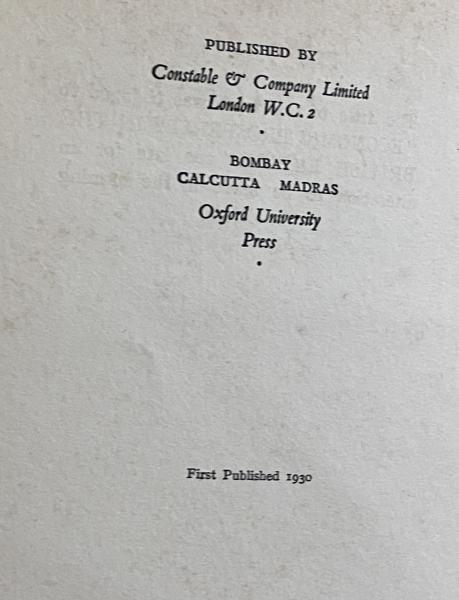 PUBLISHED BY
Constable & Company Limited
London W.C.2
•
BOMBAY
CALCUTTA MADRAS
Oxford University
Press
•
First Published 1930